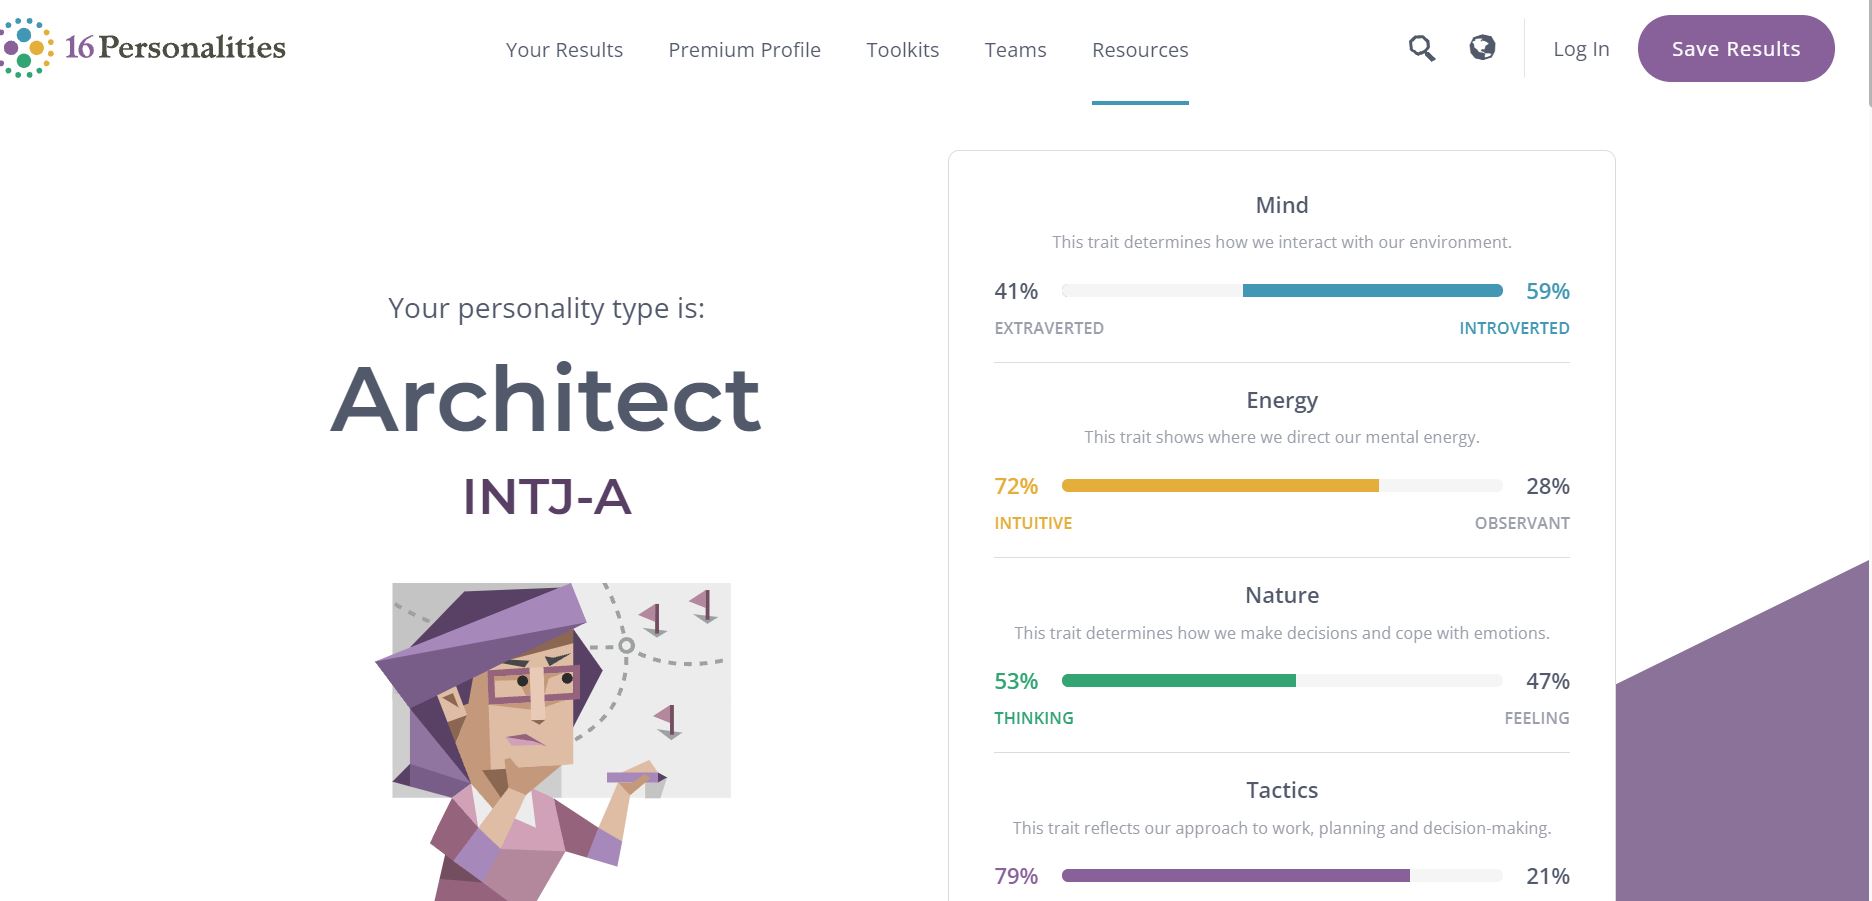 16Personalities
Your Results
Premium Profile
Toolkits
Teams
Resources
Log In
Save Results
Your personality type is:
Architect
INTJ-A
Mind
This trait determines how we interact with our environment.
41%
59%
EXTRAVERTED
INTROVERTED
Energy
This trait shows where we direct our mental energy.
72%
28%
INTUITIVE
OBSERVANT
Nature
This trait determines how we make decisions and cope with emotions.
53%
47%
THINKING
FEELING
Tactics
This trait reflects our approach to work, planning and decision-making.
79%
21%